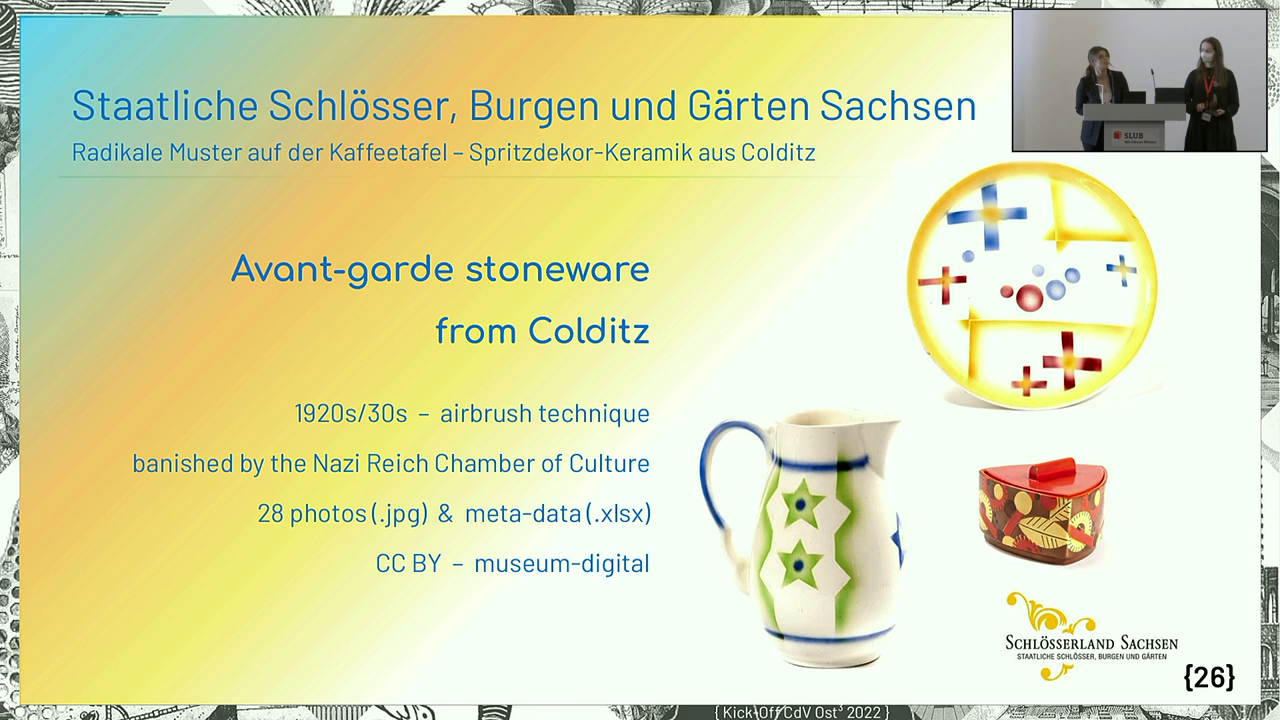 Staatliche Schlösser, Burgen und Gärten Sachsen
Radikale Muster auf der Kaffeetafel – Spritzdekor-Keramik aus Colditz
Avant-garde stoneware
from Colditz
1920s/30s – airbrush technique
banished by the Nazi Reich Chamber of Culture
28 photos (.jpg) & meta-data (.xlsx)
CC BY – museum-digital
SLUB
SCHLÖSSERLAND SACHSEN
STAATLICHE SCHLÖSSER, BURGEN UND GÄRTEN
{26}
{ Kick-Off CdV Ost³ 2022 }